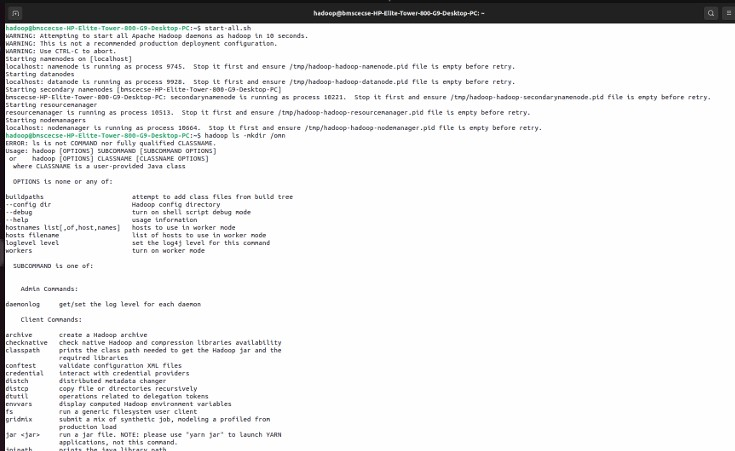 hadoop@bmscecse-HP-Elite-Tower-800-G9-Desktop-PC: ~
hadoop@bmscecse-HP-Elite-Tower-800-G9-Desktop-PC:~$ start-all.sh
WARNING: Attempting to start all Apache Hadoop daemons as hadoop in 10 seconds.
WARNING: This is not a recommended production deployment configuration.
WARNING: Use CTRL-C to abort.
Starting namenodes on [localhost]
localhost: namenode is running as process 9745.  Stop it first and ensure /tmp/hadoop-hadoop-namenode.pid file is empty before retry.
Starting datanodes
localhost: datanode is running as process 9928.  Stop it first and ensure /tmp/hadoop-hadoop-datanode.pid file is empty before retry.
Starting secondary namenodes [bmscecse-HP-Elite-Tower-800-G9-Desktop-PC]
bmscecse-HP-Elite-Tower-800-G9-Desktop-PC: secondarynamenode is running as process 10221.  Stop it first and ensure /tmp/hadoop-hadoop-secondarynamenode.pid file is empty before retry.
Starting resourcemanager
resourcemanager is running as process 10513.  Stop it first and ensure /tmp/hadoop-hadoop-resourcemanager.pid file is empty before retry.
Starting nodemanagers
localhost: nodemanager is running as process 10664.  Stop it first and ensure /tmp/hadoop-hadoop-nodemanager.pid file is empty before retry.
hadoop@bmscecse-HP-Elite-Tower-800-G9-Desktop-PC:~$ hadoop ls -mkdir /omn
ERROR: ls is not COMMAND nor fully qualified CLASSNAME.
Usage: hadoop [OPTIONS] SUBCOMMAND [SUBCOMMAND OPTIONS]
or    hadoop [OPTIONS] CLASSNAME [CLASSNAME OPTIONS]
where CLASSNAME is a user-provided Java class
OPTIONS is none or any of:
buildpaths                       attempt to add class files from build tree
--config dir                     Hadoop config directory
--debug                          turn on shell script debug mode
--help                           usage information
hostnames list[,of,host,names]   hosts to use in worker mode
hosts filename                   list of hosts to use in worker mode
loglevel level                   set the log4j level for this command
workers                          turn on worker mode
SUBCOMMAND is one of:
Admin Commands:
daemonlog     get/set the log level for each daemon
Client Commands:
archive       create a Hadoop archive
checknative   check native Hadoop and compression libraries availability
classpath     prints the class path needed to get the Hadoop jar and the
required libraries
conftest      validate configuration XML files
credential    interact with credential providers
distch        distributed metadata changer
distcp        copy file or directories recursively
dtutil        operations related to delegation tokens
envvars       display computed Hadoop environment variables
fs            run a generic filesystem user client
gridmix       submit a mix of synthetic job, modeling a profiled from
production load
jar <jar>     run a jar file. NOTE: please use "yarn jar" to launch YARN
applications, not this command.
jnipath       prints the java library path